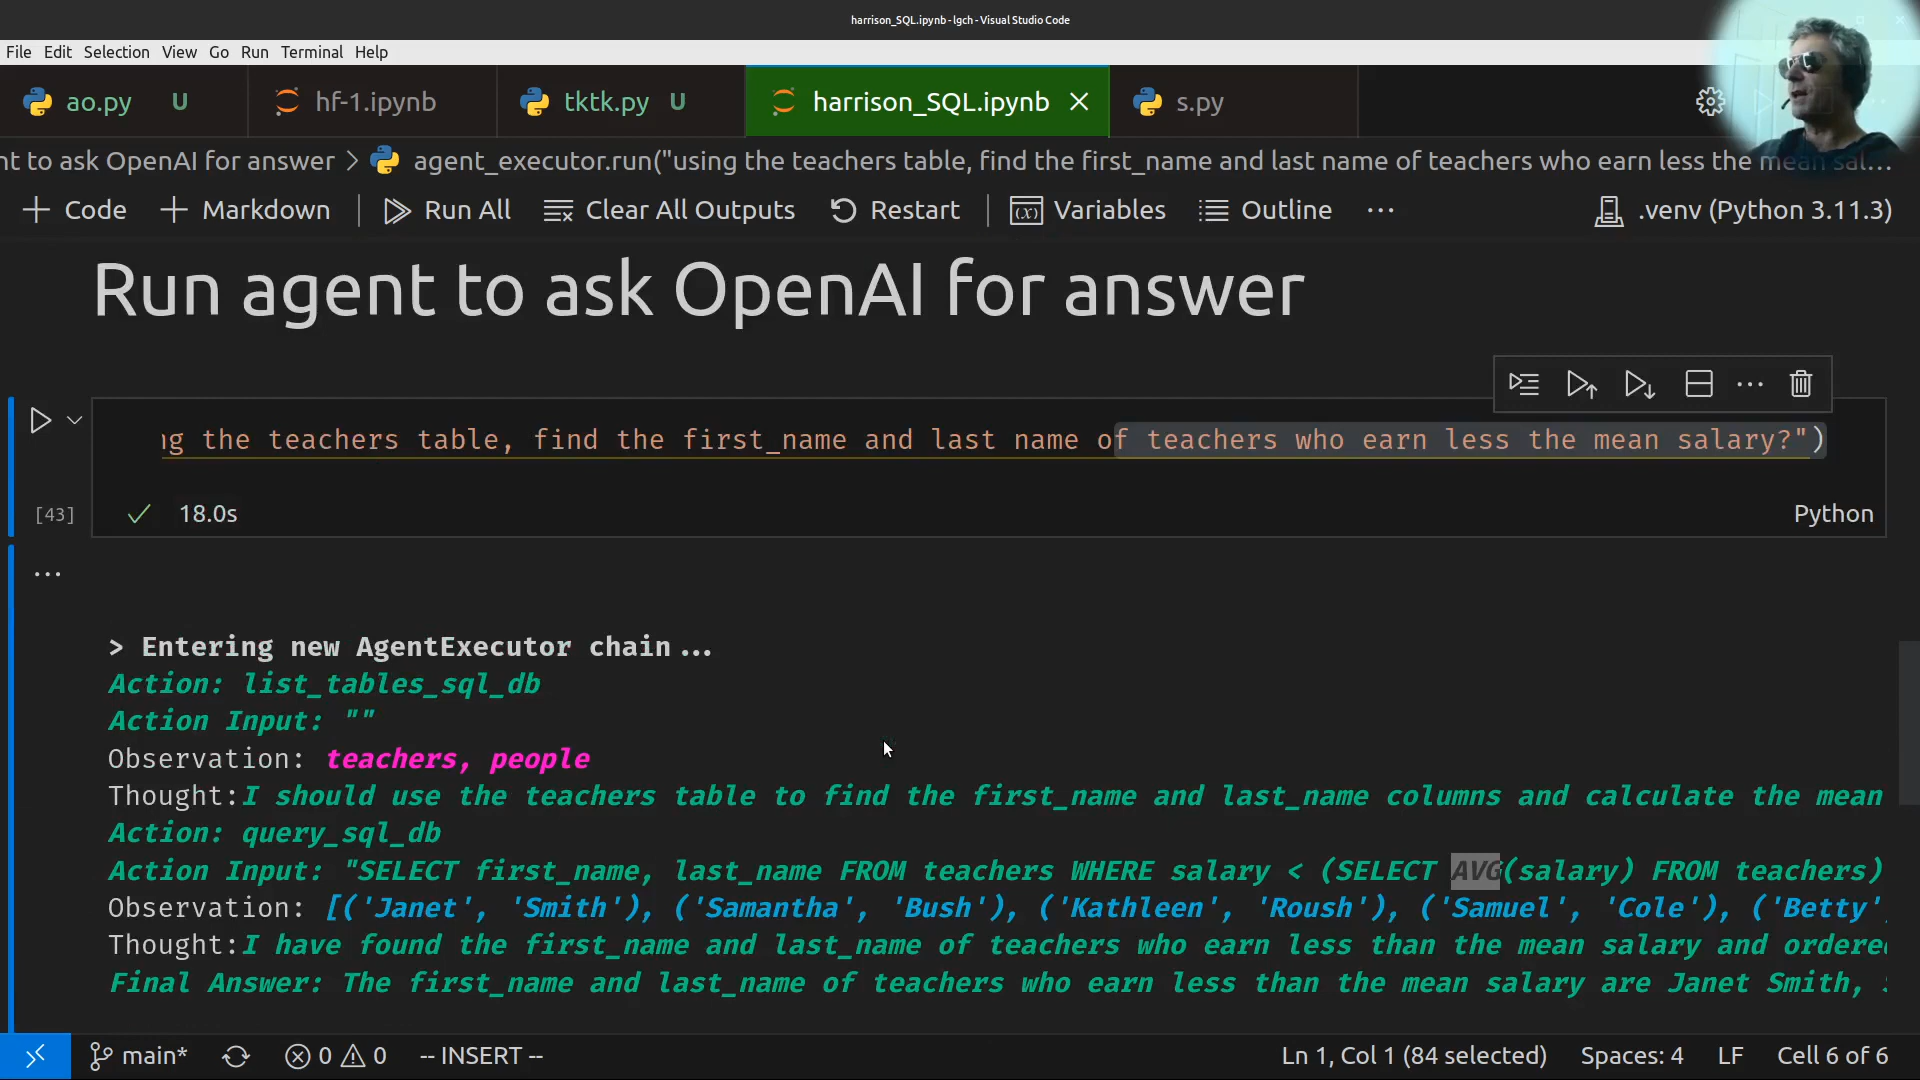 harrison_SQL.ipynb - lgch - Visual Studio Code
File Edit Selection View Go Run Terminal Help
ao.py U hf-1.ipynb tktk.py U harrison_SQL.ipynb s.py
nt to ask OpenAI for answer > agent_executor.run("using the teachers table, find the first_name and last name of teachers who earn less the mean sal...
Code Markdown Run All Clear All Outputs Restart Variables Outline ... .venv (Python 3.11.3)
Run agent to ask OpenAI for answer
ng the teachers table, find the first_name and last name of teachers who earn less the mean salary?")
[43] 18.0s Python
...
> Entering new AgentExecutor chain...
Action: list_tables_sql_db
Action Input: ""
Observation: teachers, people
Thought:I should use the teachers table to find the first_name and last_name columns and calculate the mean
Action: query_sql_db
Action Input: "SELECT first_name, last_name FROM teachers WHERE salary < (SELECT AVG(salary) FROM teachers)
Observation: [('Janet', 'Smith'), ('Samantha', 'Bush'), ('Kathleen', 'Roush'), ('Samuel', 'Cole'), ('Betty'
Thought:I have found the first_name and last_name of teachers who earn less than the mean salary and ordere
Final Answer: The first_name and last_name of teachers who earn less than the mean salary are Janet Smith,
main* 0 0 -- INSERT -- Ln 1, Col 1 (84 selected) Spaces: 4 LF Cell 6 of 6